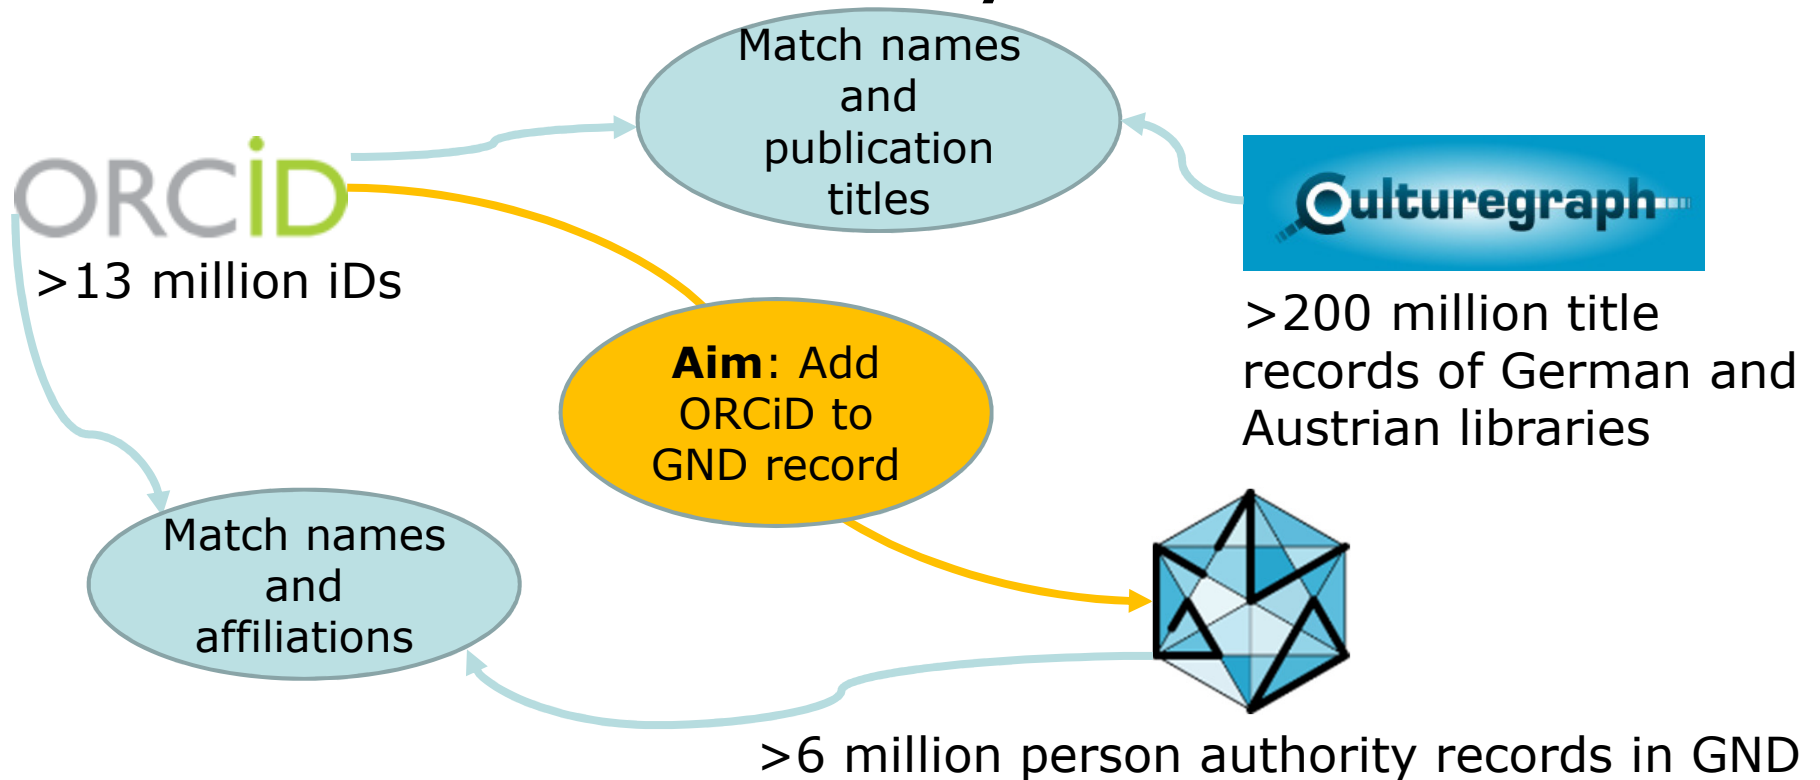 Match names
and
publication
titles
ORCiD
>13 million iDs
Culturegraph
>200 million title
records of German and
Austrian libraries
Aim: Add
ORCiD to
GND record
Match names
and
affiliations
>6 million person authority records in GND